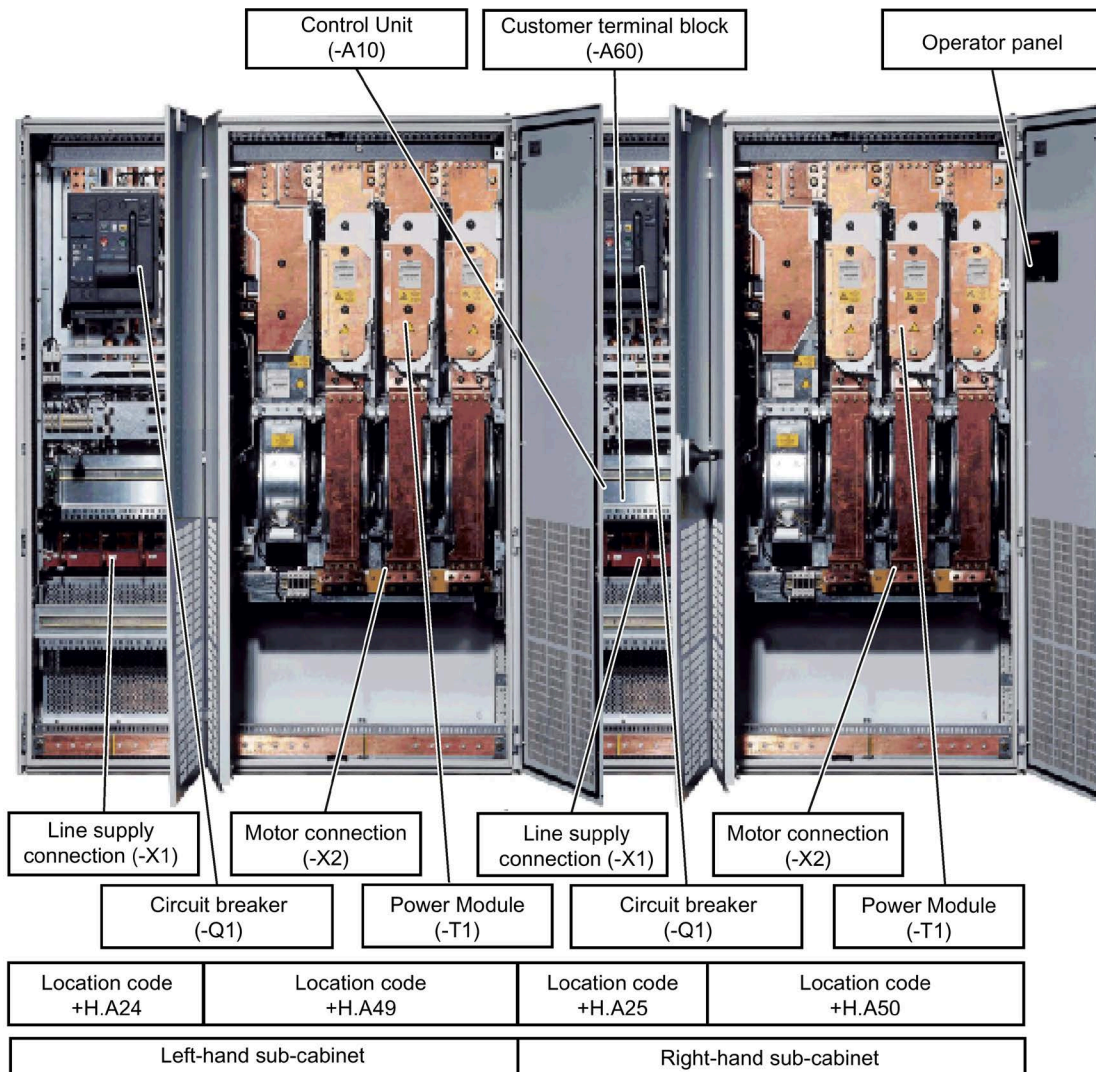 Control Unit
(-A10)
Customer terminal block
(-A60)
Operator panel
Line supply
connection (-X1)
Motor connection
(-X2)
Line supply
connection (-X1)
Motor connection
(-X2)
Circuit breaker
(-Q1)
Power Module
(-T1)
Circuit breaker
(-Q1)
Power Module
(-T1)
Location code
+H.A24
Location code
+H.A49
Location code
+H.A25
Location code
+H.A50
Left-hand sub-cabinet
Right-hand sub-cabinet